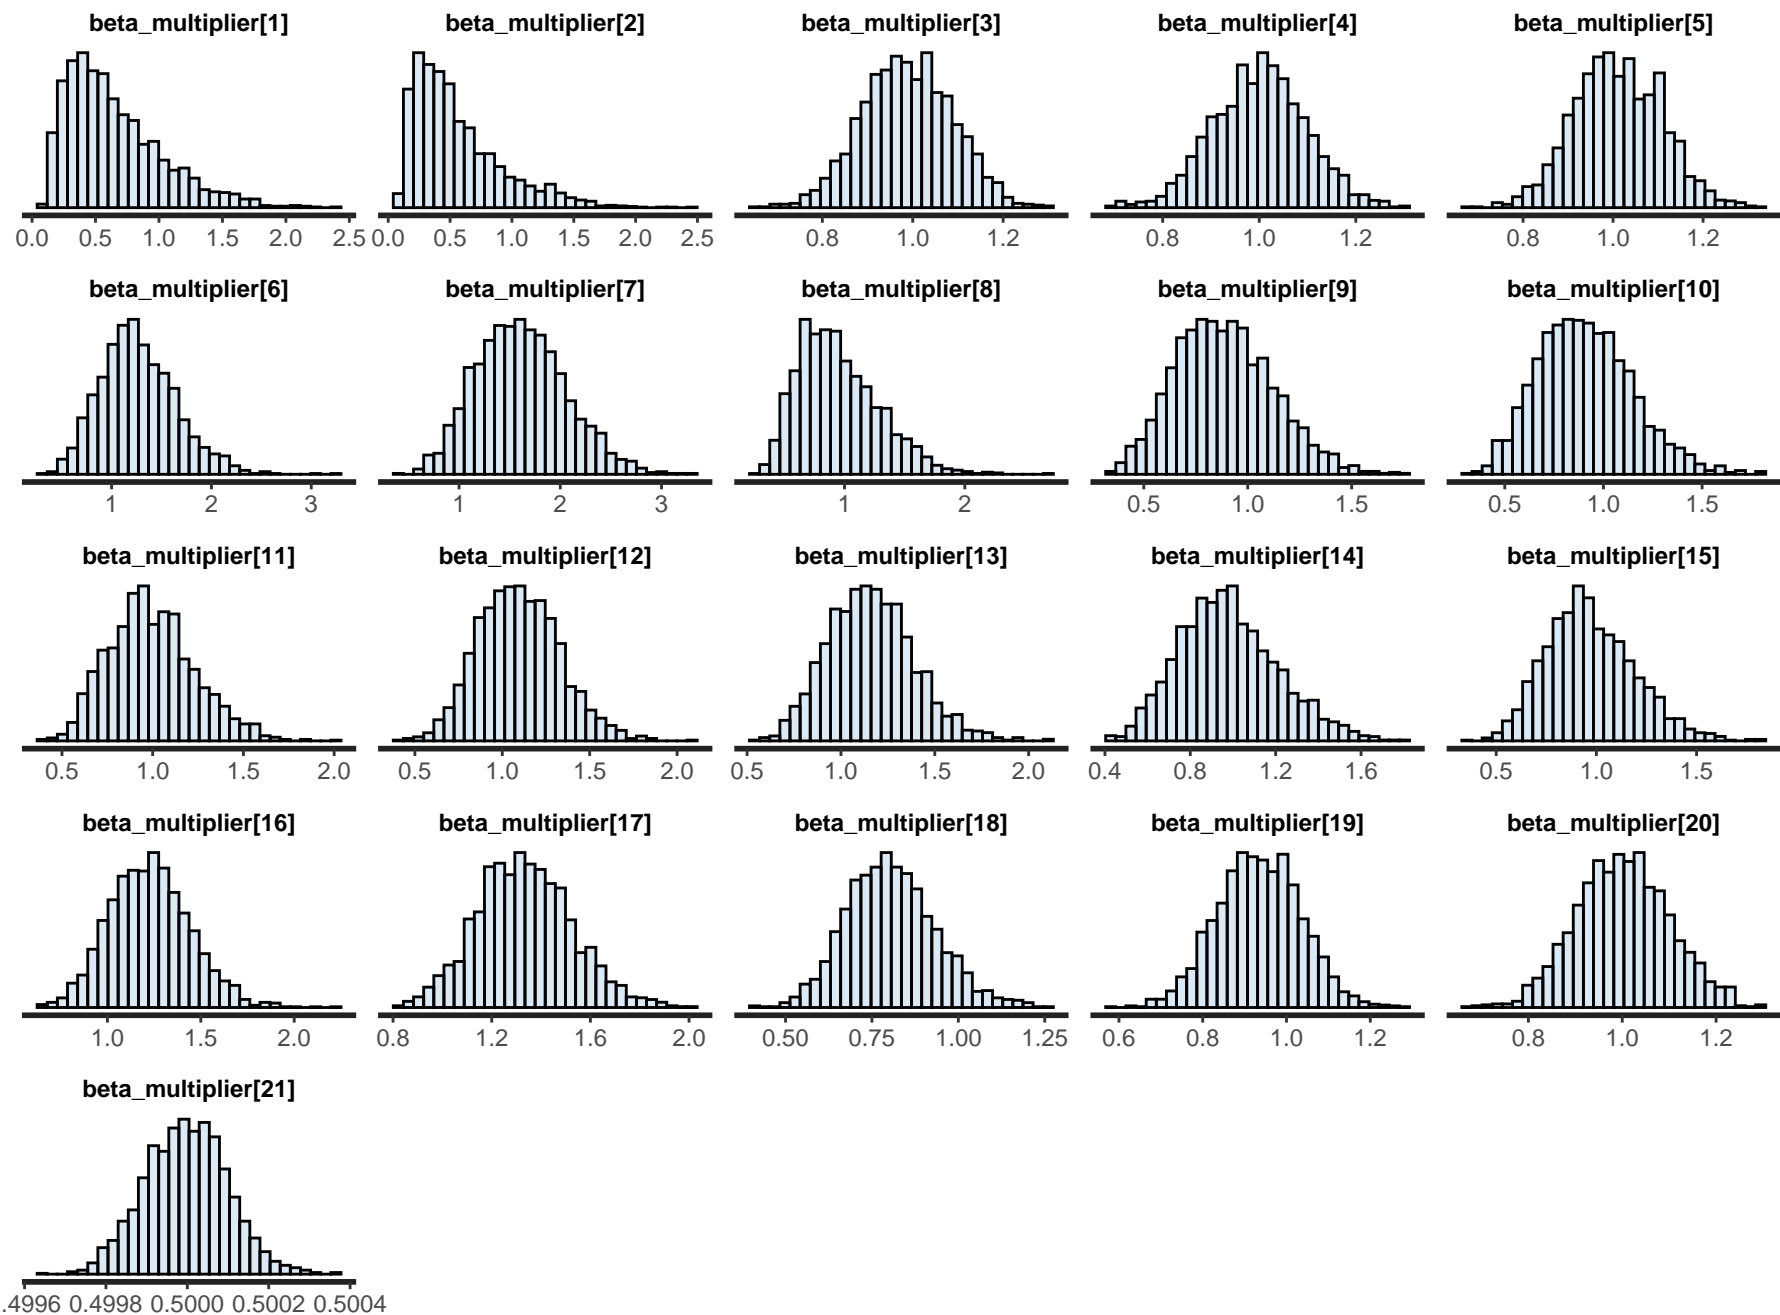 beta_multiplier[1] beta_multiplier[2] beta_multiplier[3] beta_multiplier[4] beta_multiplier[5]
0.0 0.5 1.0 1.5 2.0 2.5 0.0 0.5 1.0 1.5 2.0 2.5 0.8 1.0 1.2 0.8 1.0 1.2 0.8 1.0 1.2
beta_multiplier[6] beta_multiplier[7] beta_multiplier[8] beta_multiplier[9] beta_multiplier[10]
1 2 3 1 2 3 1 2 0.5 1.0 1.5 0.5 1.0 1.5
beta_multiplier[11] beta_multiplier[12] beta_multiplier[13] beta_multiplier[14] beta_multiplier[15]
0.5 1.0 1.5 2.0 0.5 1.0 1.5 2.0 0.5 1.0 1.5 2.0 0.4 0.8 1.2 1.6 0.5 1.0 1.5
beta_multiplier[16] beta_multiplier[17] beta_multiplier[18] beta_multiplier[19] beta_multiplier[20]
1.0 1.5 2.0 0.8 1.2 1.6 2.0 0.50 0.75 1.00 1.25 0.6 0.8 1.0 1.2 0.8 1.0 1.2
beta_multiplier[21]
.4996 0.4998 0.5000 0.5002 0.5004